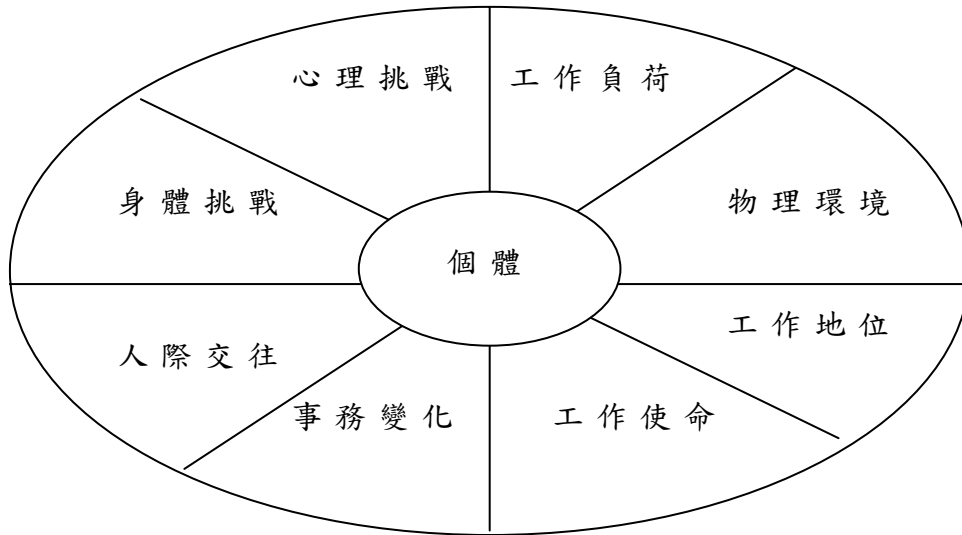 心理挑戰
工作負荷
身體挑戰
物理環境
個體
工作地位
人際交往
事務變化
工作使命